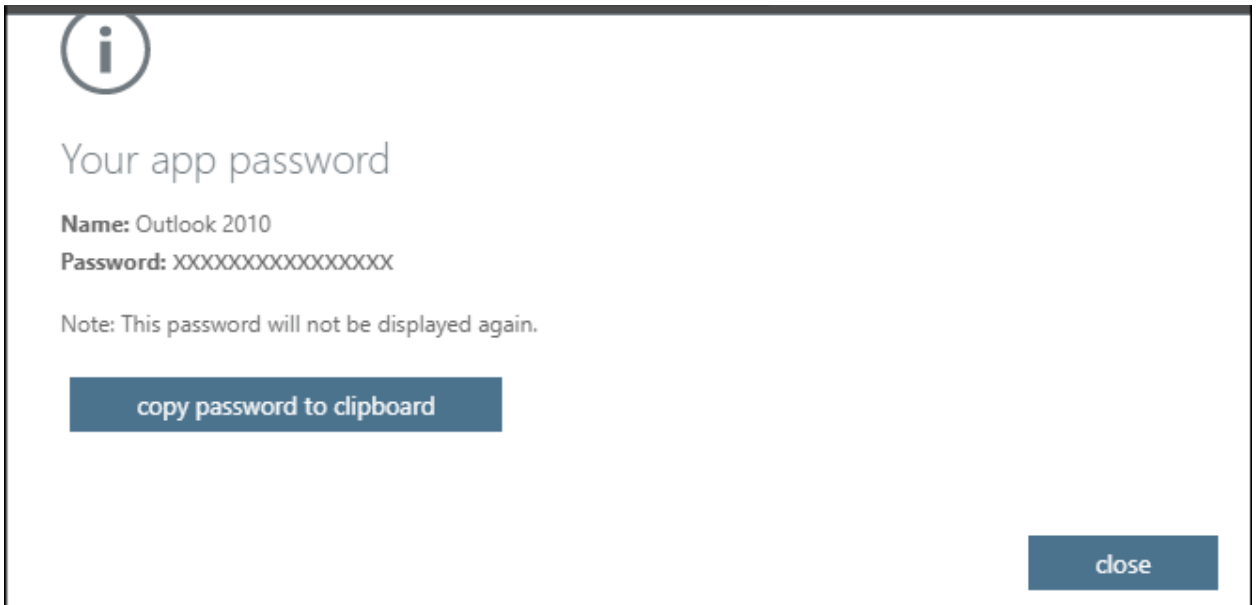 Your app password
Name: Outlook 2010
Password: XXXXXXXXXXXXXXXX
Note: This password will not be displayed again.
copy password to clipboard
close